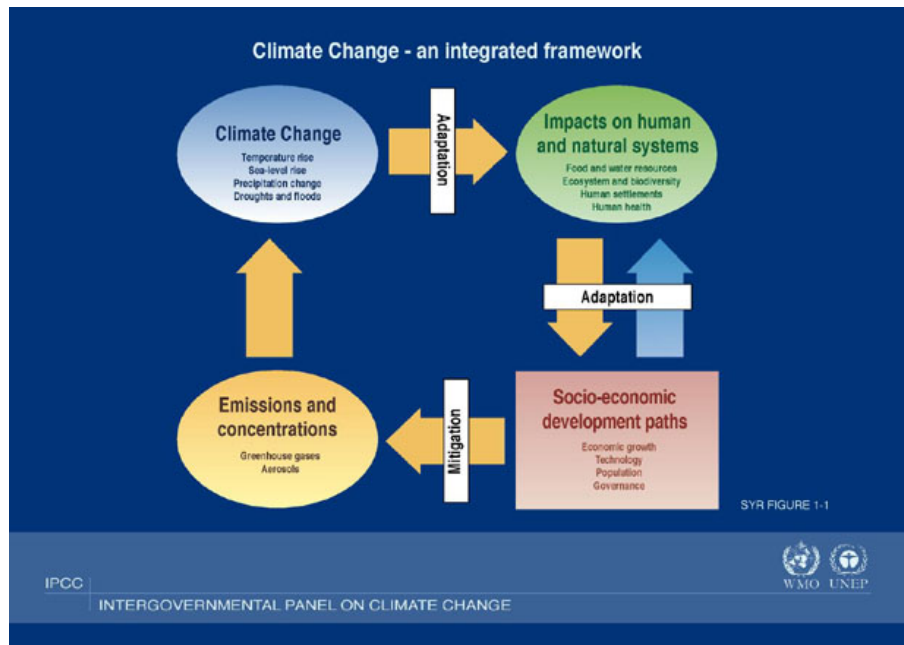 Climate Change - an integrated framework
Climate Change
Temperature rise
Sea-level rise
Precipitation change
Droughts and floods
Adaptation
Impacts on human
and natural systems
Food and water resources
Ecosystem and biodiversity
Human settlements
Human health
Adaptation
Emissions and
concentrations
Greenhouse gases
Aerosols
Mitigation
Socio-economic
development paths
Economic growth
Technology
Population
Governance
SYR FIGURE 1-1
IPCC
INTERGOVERNMENTAL PANEL ON CLIMATE CHANGE
WMO UNEP